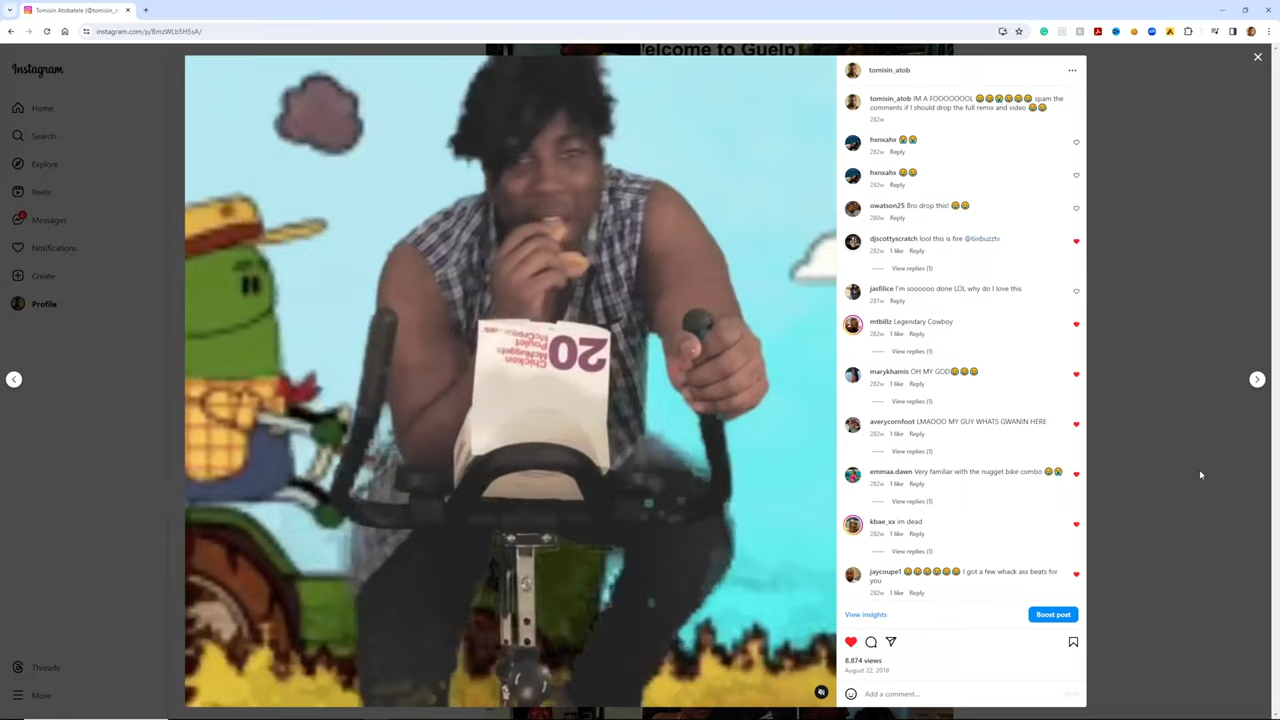 Tomisin Atobatele (@tomisin_
instagram.com/p/BmzWLb5H5sA/
Welcome to Guelp
Instagram
Home
Search
Explore
Reels
Messages
Notifications
Create
Profile
Threads
More
20
Chicken
tomisin_atob
tomisin_atob IM A FOOOOOOOL 😂😂😭😂😂😂😂 spam the
comments if I should drop the full remix and video 😂😂
282w
hxnxahx 😭😭
282w Reply
hxnxahx 😂😭
282w Reply
owatson25 Bro drop this! 😂😂
280w Reply
djscottyscratch lool this is fire @6ixbuzztv
282w 1 like Reply
View replies (1)
jasfilice I'm soooooo done LOL why do I love this
281w Reply
mtbillz Legendary Cowboy
282w 1 like Reply
View replies (1)
marykhamis OH MY GOD😂😂😂
282w 1 like Reply
View replies (1)
averycornfoot LMAOOO MY GUY WHATS GWANIN HERE
282w 1 like Reply
View replies (1)
emmaa.dawn Very familiar with the nugget bike combo 😂😭
282w 1 like Reply
View replies (1)
kbae_xx im dead
282w 1 like Reply
View replies (1)
jaycoupe1 😂😂😂😂😂😂 I got a few whack ass beats for
you
282w 1 like Reply
View insights
Boost post
8,874 views
August 22, 2018
Add a comment...